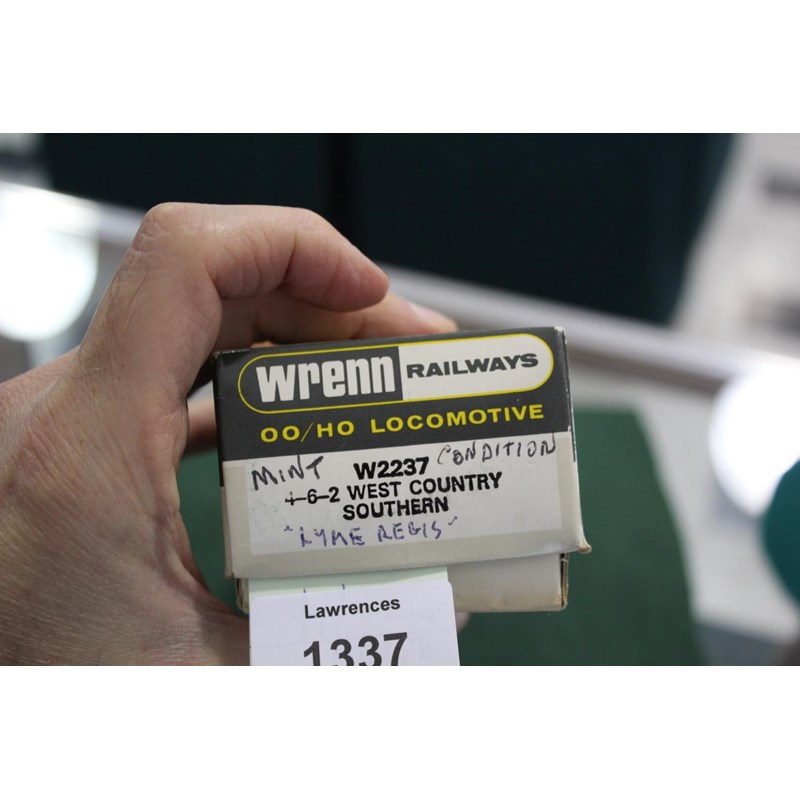 wrenn RAILWAYS
OO/HO LOCOMOTIVE
MINT W2237 CONDITION
4-6-2 WEST COUNTRY
SOUTHERN
"LYME REGIS"
Lawrences
1337